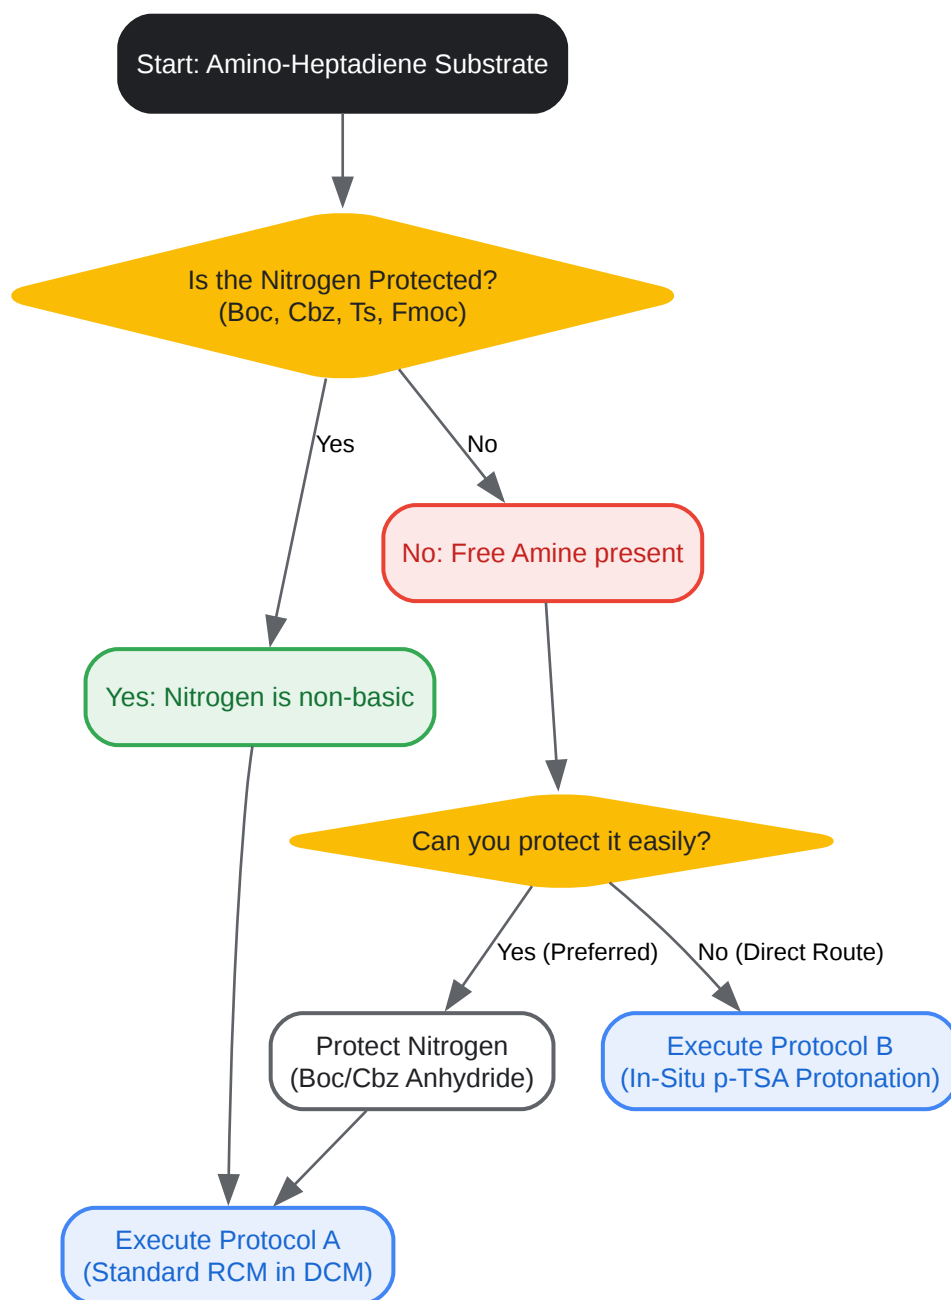 Start: Amino-Heptadiene Substrate
Is the Nitrogen Protected?
(Boc, Cbz, Ts, Fmoc)
Yes
No
No: Free Amine present
Yes: Nitrogen is non-basic
Can you protect it easily?
Yes (Preferred)
No (Direct Route)
Protect Nitrogen
(Boc/Cbz Anhydride)
Execute Protocol B
(In-Situ p-TSA Protonation)
Execute Protocol A
(Standard RCM in DCM)